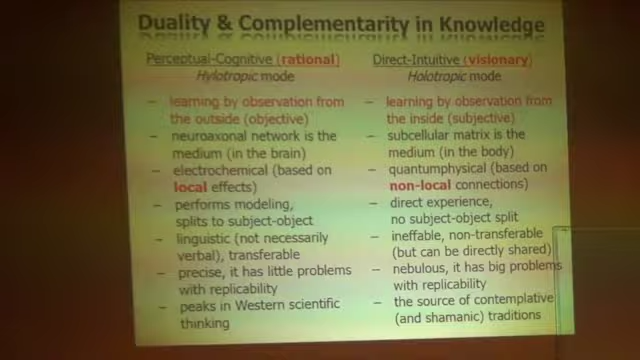 Duality & Complementarity in Knowledge
Perceptual-Cognitive (rational)
Hylotropic mode
– learning by observation from
the outside (objective)
– neuroaxonal network is the
medium (in the brain)
– electrochemical (based on
local effects)
– performs modeling,
splits to subject-object
– linguistic (not necessarily
verbal), transferable
– precise, it has little problems
with replicability
– peaks in Western scientific
thinking
Direct-Intuitive (visionary)
Holotropic mode
– learning by observation from
the inside (subjective)
– subcellular matrix is the
medium (in the body)
– quantumphysical (based on
non-local connections)
– direct experience,
no subject-object split
– ineffable, non-transferable
(but can be directly shared)
– nebulous, it has big problems
with replicability
– the source of contemplative
(and shamanic) traditions